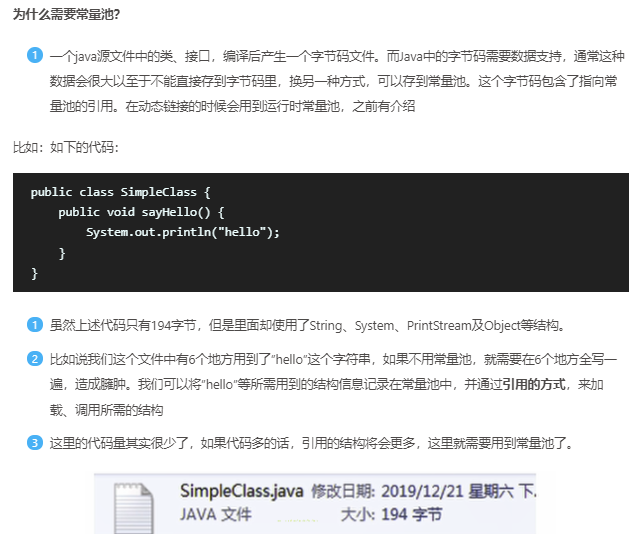 为什么需要常量池？
1 一个java源文件中的类、接口，编译后产生一个字节码文件。而Java中的字节码需要数据支持，通常这种
数据会很大以至于不能直接存到字节码里，换另一种方式，可以存到常量池。这个字节码包含了指向常
量池的引用。在动态链接的时候会用到运行时常量池，之前有介绍
比如：如下的代码：
public class SimpleClass {
    public void sayHello() {
        System.out.println("hello");
    }
}
1 虽然上述代码只有194字节，但是里面却使用了String、System、PrintStream及Object等结构。
2 比如说我们这个文件中有6个地方用到了"hello"这个字符串，如果不用常量池，就需要在6个地方全写一
遍，造成臃肿。我们可以将"hello"等所需用到的结构信息记录在常量池中，并通过引用的方式，来加
载、调用所需的结构
3 这里的代码量其实很少了，如果代码多的话，引用的结构将会更多，这里就需要用到常量池了。
SimpleClass.java 修改日期: 2019/12/21 星期六 下.
JAVA 文件 大小: 194 字节